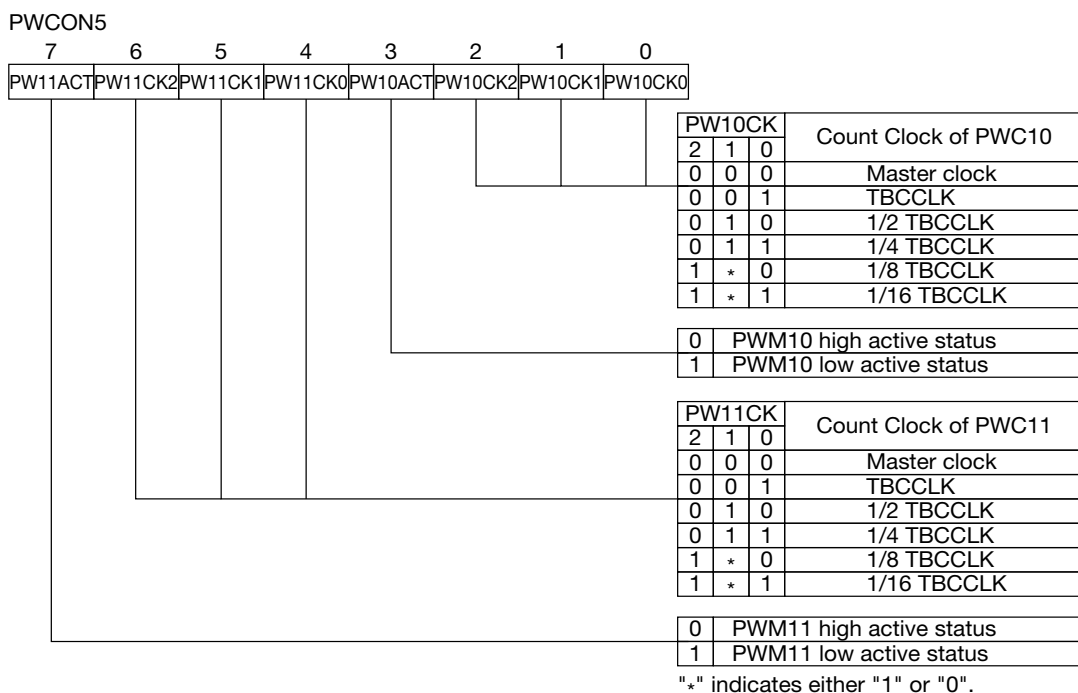 PWCON5
7 6 5 4 3 2 1 0
PW11ACT PW11CK2 PW11CK1 PW11CK0 PW10ACT PW10CK2 PW10CK1 PW10CK0
PW10CK Count Clock of PWC10
2 1 0
0 0 0 Master clock
0 0 1 TBCCLK
0 1 0 1/2 TBCCLK
0 1 1 1/4 TBCCLK
1 * 0 1/8 TBCCLK
1 * 1 1/16 TBCCLK
0 PWM10 high active status
1 PWM10 low active status
PW11CK Count Clock of PWC11
2 1 0
0 0 0 Master clock
0 0 1 TBCCLK
0 1 0 1/2 TBCCLK
0 1 1 1/4 TBCCLK
1 * 0 1/8 TBCCLK
1 * 1 1/16 TBCCLK
0 PWM11 high active status
1 PWM11 low active status
"*" indicates either "1" or "0".